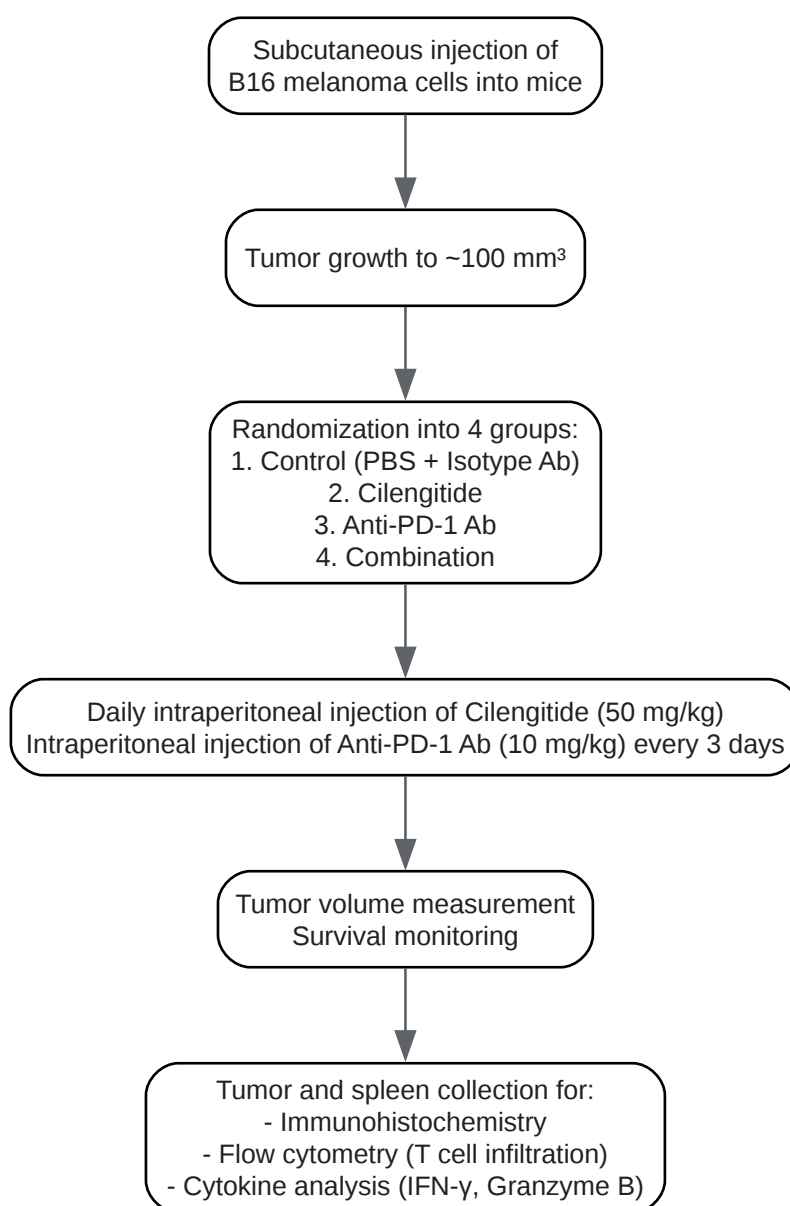 Subcutaneous injection of
B16 melanoma cells into mice
Tumor growth to ~100 mm³
Randomization into 4 groups:
1. Control (PBS + Isotype Ab)
2. Cilengitide
3. Anti-PD-1 Ab
4. Combination
Daily intraperitoneal injection of Cilengitide (50 mg/kg)
Intraperitoneal injection of Anti-PD-1 Ab (10 mg/kg) every 3 days
Tumor volume measurement
Survival monitoring
Tumor and spleen collection for:
- Immunohistochemistry
- Flow cytometry (T cell infiltration)
- Cytokine analysis (IFN-γ, Granzyme B)